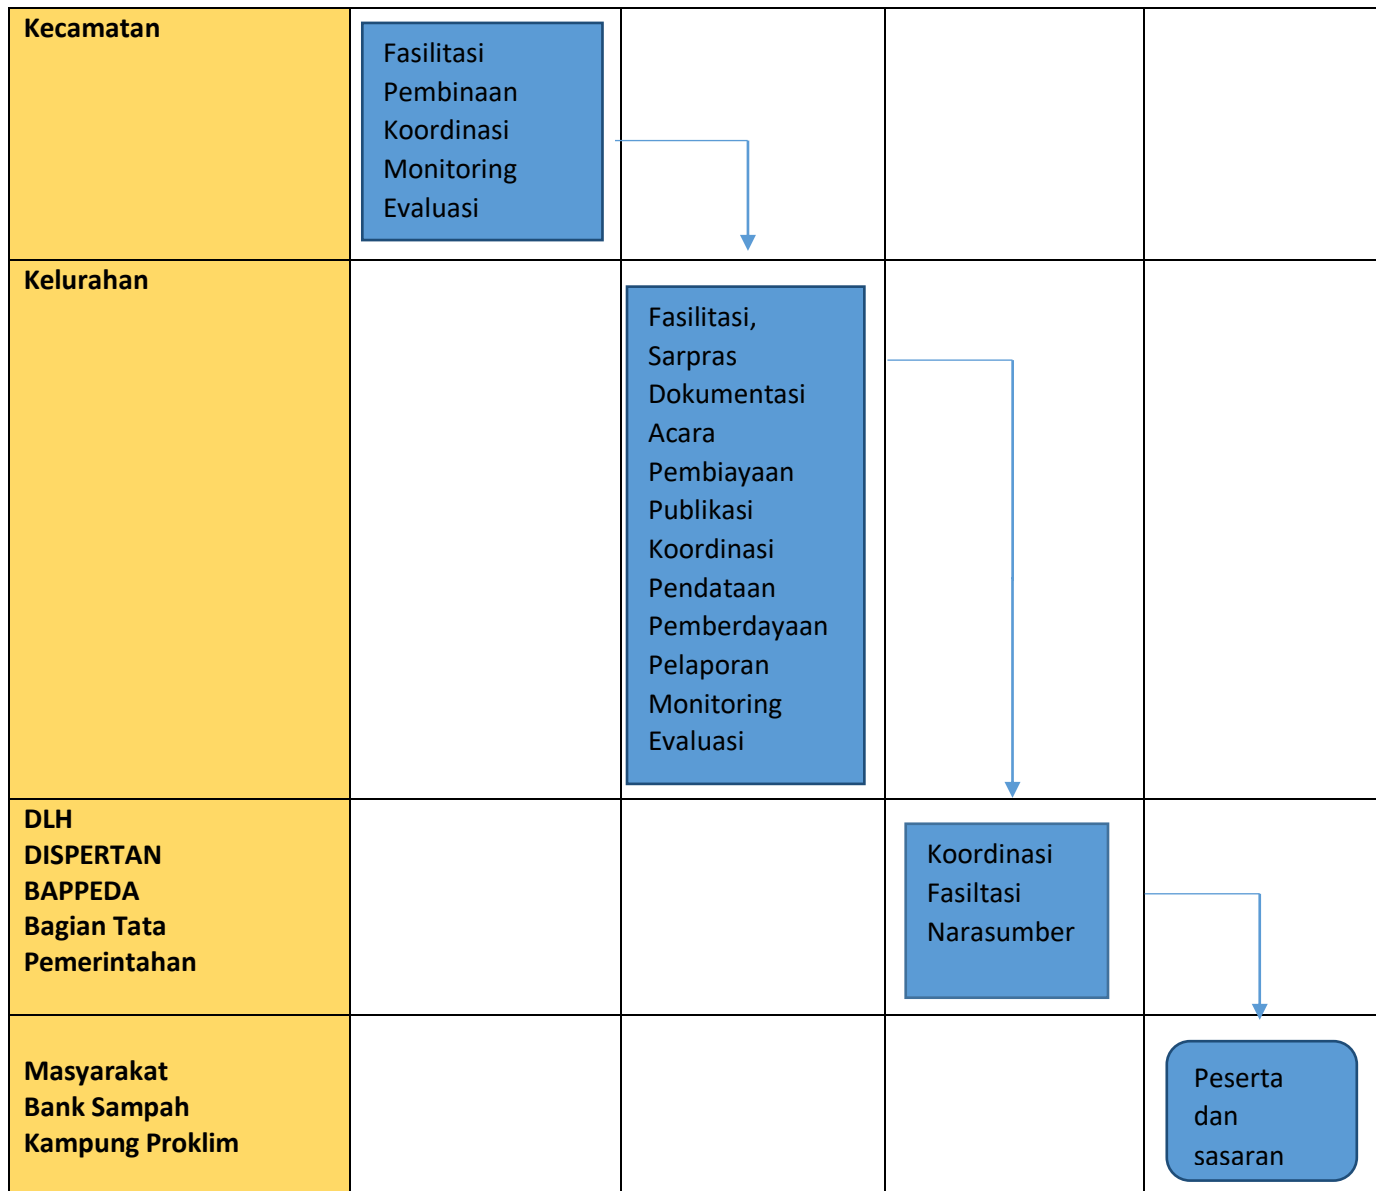 Kecamatan
Fasilitasi
Pembinaan
Koordinasi
Monitoring
Evaluasi
Kelurahan
Fasilitasi,
Sarpras
Dokumentasi
Acara
Pembiayaan
Publikasi
Koordinasi
Pendataan
Pemberdayaan
Pelaporan
Monitoring
Evaluasi
DLH
DISPERTAN
BAPPEDA
Bagian Tata
Pemerintahan
Koordinasi
Fasiltasi
Narasumber
Masyarakat
Bank Sampah
Kampung Proklim
Peserta
dan
sasaran